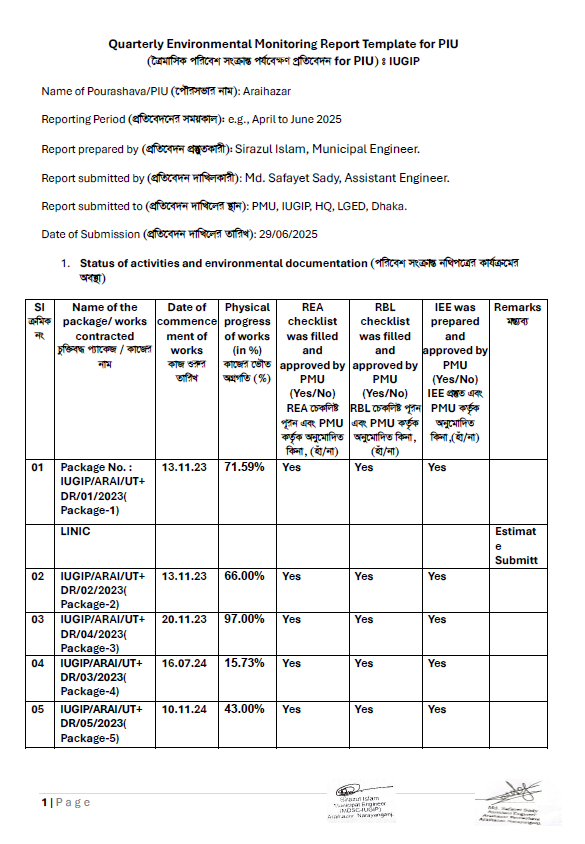 Quarterly Environmental Monitoring Report Template for PIU
(ত্রৈমাসিক পরিবেশ সংক্রান্ত পর্যবেক্ষণ প্রতিবেদন for PIU) ঃ IUGIP
Name of Pourashava/PIU (পৌরসভার নাম): Araihazar
Reporting Period (প্রতিবেদনের সময়কাল): e.g., April to June 2025
Report prepared by (প্রতিবেদন প্রস্তুতকারী): Sirazul Islam, Municipal Engineer.
Report submitted by (প্রতিবেদন দাখিলকারী): Md. Safayet Sady, Assistant Engineer.
Report submitted to (প্রতিবেদন দাখিলের স্থান): PMU, IUGIP, HQ, LGED, Dhaka.
Date of Submission (প্রতিবেদন দাখিলের তারিখ): 29/06/2025
1. Status of activities and environmental documentation (পরিবেশ সংক্রান্ত নথিপত্রের কার্যক্রমের
অবস্থা)
Sl
ক্রমিক
নং
Name of the
package/ works
contracted
চুক্তিবদ্ধ প্যাকেজ / কাজের
নাম
Date of
commence
ment of
works
কাজ শুরুর
তারিখ
Physical
progress
of works
(in %)
কাজের ভৌত
অগ্রগতি (%)
REA
checklist
was filled
and
approved by
PMU
(Yes/No)
REA চেকলিষ্ট
পূরন এবং PMU
কর্তৃক অনুমোদিত
কিনা, (হাঁ/না)
RBL
checklist
was filled
and
approved by
PMU
(Yes/No)
RBL চেকলিষ্ট পূরন
এবং PMU কর্তৃক
অনুমোদিত কিনা,
(হাঁ/না)
IEE was
prepared
and
approved by
PMU
(Yes/No)
IEE প্রস্তুত এবং
PMU কর্তৃক
অনুমোদিত
কিনা,(হাঁ/না)
Remarks
মন্তব্য
01 Package No. : 13.11.23 71.59% Yes Yes Yes
IUGIP/ARAI/UT+
DR/01/2023(
Package-1)
LINIC Estimat
e
Submitt
02 IUGIP/ARAI/UT+ 13.11.23 66.00% Yes Yes Yes
DR/02/2023(
Package-2)
03 IUGIP/ARAI/UT+ 20.11.23 97.00% Yes Yes Yes
DR/04/2023(
Package-3)
04 IUGIP/ARAI/UT+ 16.07.24 15.73% Yes Yes Yes
DR/03/2023(
Package-4)
05 IUGIP/ARAI/UT+ 10.11.24 43.00% Yes Yes Yes
DR/05/2023(
Package-5)
1 | Page
Sirazul Islam
Municipal Engineer
(MDSC-IUGIP)
Araihazar, Narayanganj.
Md. Safayet Sady
Assistant Engineer
Araihazar Pourashava
Araihazar, Narayanganj.